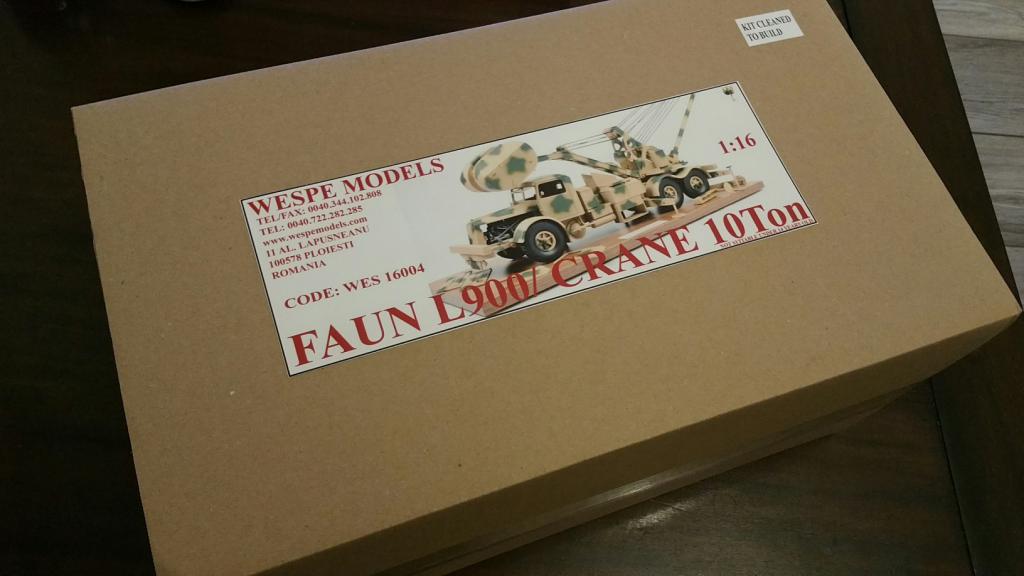 KIT CLEANED
TO BUILD
WESPE MODELS
TEL/FAX: 0040.344.102.808
TEL: 0040.722.282.285
www.wespemodels.com
11 AL. LAPUSNEANU
100578 PLOIESTI
ROMANIA
CODE: WES 16004
1:16
FAUN L900/ CRANE 10Ton